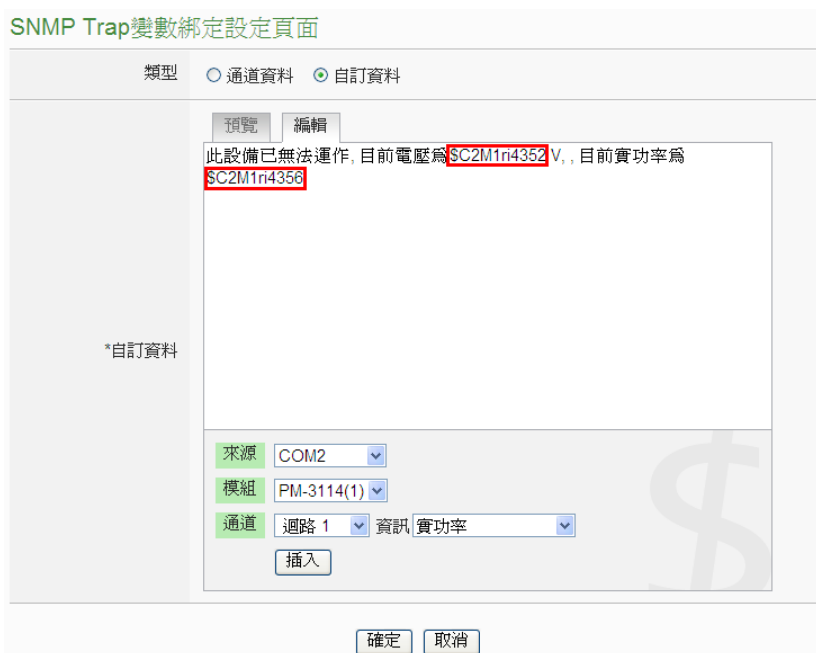 SNMP Trap變數綁定設定頁面
類型 通道資料 自訂資料
預覽 編輯
此設備已無法運作, 目前電壓為$C2M1ri4352 V, , 目前實功率為
$C2M1ri4356
*自訂資料
來源 COM2
模組 PM-3114(1)
通道 迴路 1 資訊 實功率
插入
$
確定 取消